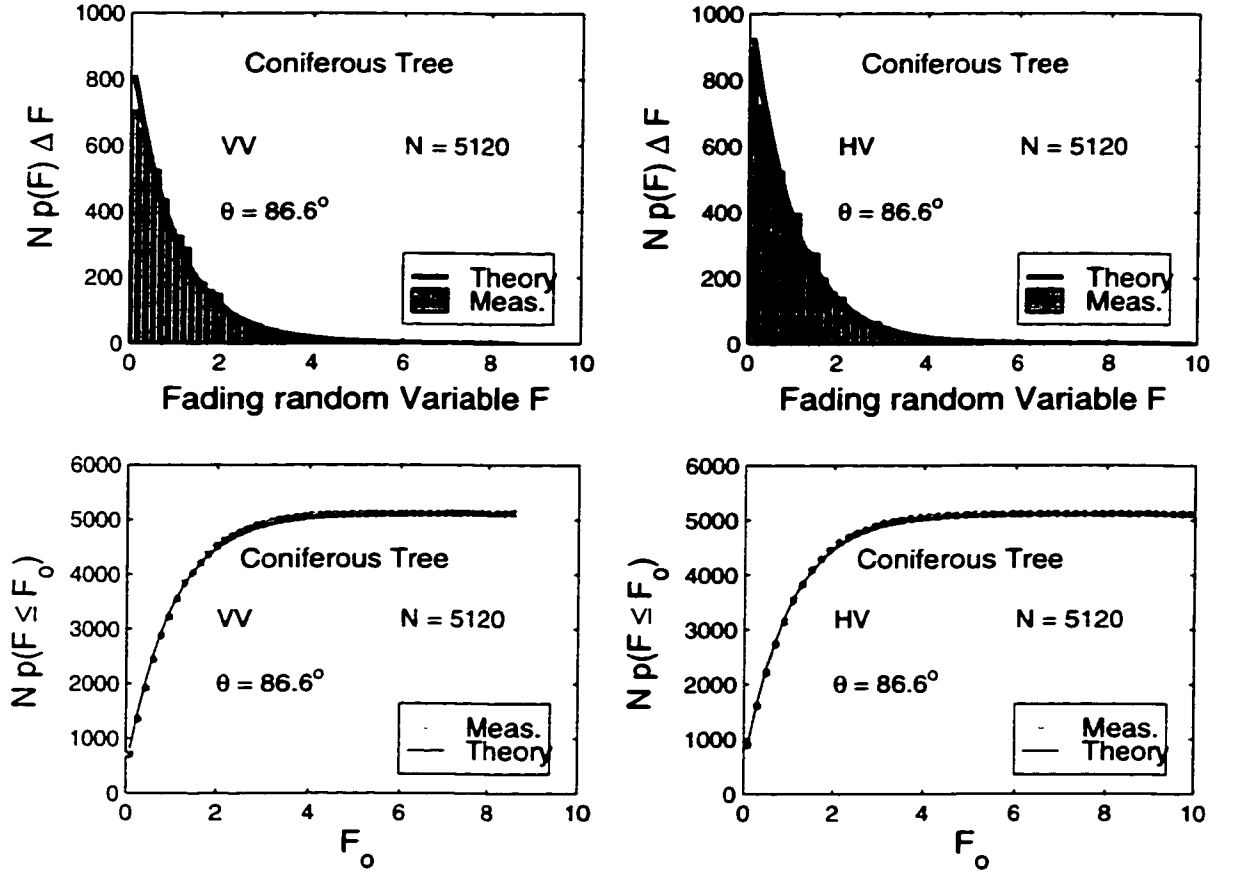 1000
800
600
400
200
0
N p(F) Δ F
Coniferous Tree
VV N = 5120
θ = 86.6°
Theory
Meas.
0 2 4 6 8 10
Fading random Variable F
1000
800
600
400
200
0
N p(F) Δ F
Coniferous Tree
HV N = 5120
θ = 86.6°
Theory
Meas.
0 2 4 6 8 10
Fading random Variable F
6000
5000
4000
3000
2000
1000
0
N p(F ≤ F₀)
Coniferous Tree
VV N = 5120
θ = 86.6°
Meas.
Theory
0 2 4 6 8 10
F₀
6000
5000
4000
3000
2000
1000
0
N p(F ≤ F₀)
Coniferous Tree
HV N = 5120
θ = 86.6°
Meas.
Theory
0 2 4 6 8 10
F₀